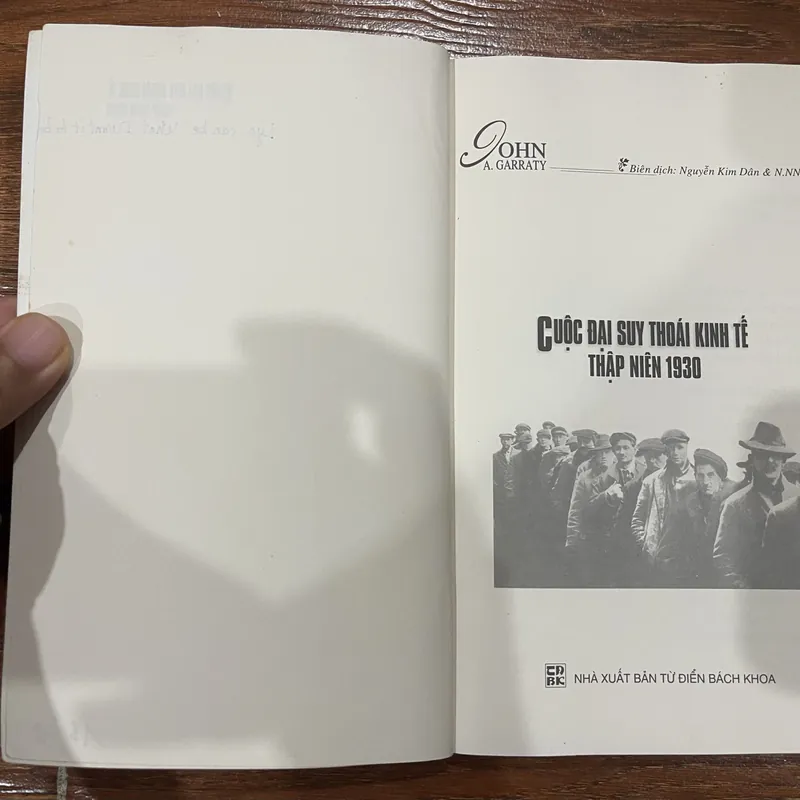 JOHN
A. GARRATY
Biên dịch: Nguyễn Kim Dân & N.NN
CUỘC ĐẠI SUY THOÁI KINH TẾ
THẬP NIÊN 1930
NHÀ XUẤT BẢN TỪ ĐIỂN BÁCH KHOA